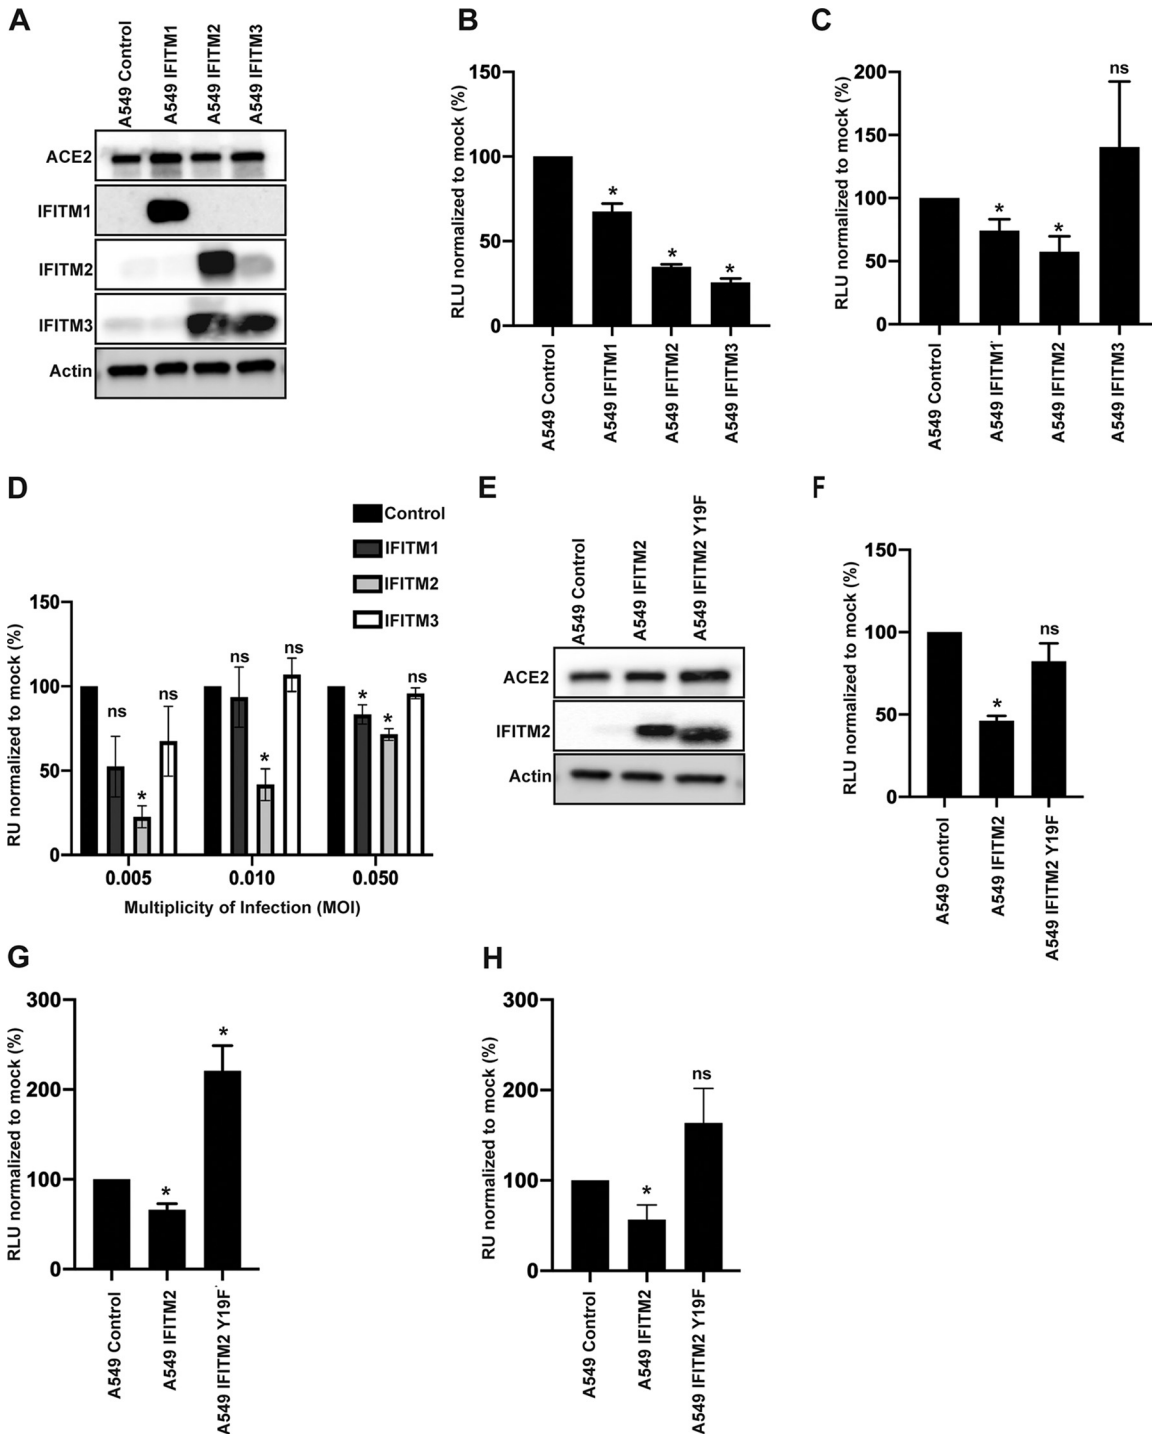 A
A549 Control
A549 IFITM1
A549 IFITM2
A549 IFITM3
ACE2
IFITM1
IFITM2
IFITM3
Actin
B
RLU normalized to mock (%)
150
100
50
0
*
*
*
A549 Control
A549 IFITM1
A549 IFITM2
A549 IFITM3
C
RLU normalized to mock (%)
200
150
100
50
0
*
*
ns
A549 Control
A549 IFITM1
A549 IFITM2
A549 IFITM3
D
Control
IFITM1
IFITM2
IFITM3
RU normalized to mock (%)
150
100
50
0
ns
*
ns
ns
*
ns
*
*
ns
0.005
0.010
0.050
Multiplicity of Infection (MOI)
E
A549 Control
A549 IFITM2
A549 IFITM2 Y19F
ACE2
IFITM2
Actin
F
RLU normalized to mock (%)
150
100
50
0
*
ns
A549 Control
A549 IFITM2
A549 IFITM2 Y19F
G
RLU normalized to mock (%)
300
200
100
0
*
*
A549 Control
A549 IFITM2
A549 IFITM2 Y19F
H
RU normalized to mock (%)
300
200
100
0
*
ns
A549 Control
A549 IFITM2
A549 IFITM2 Y19F